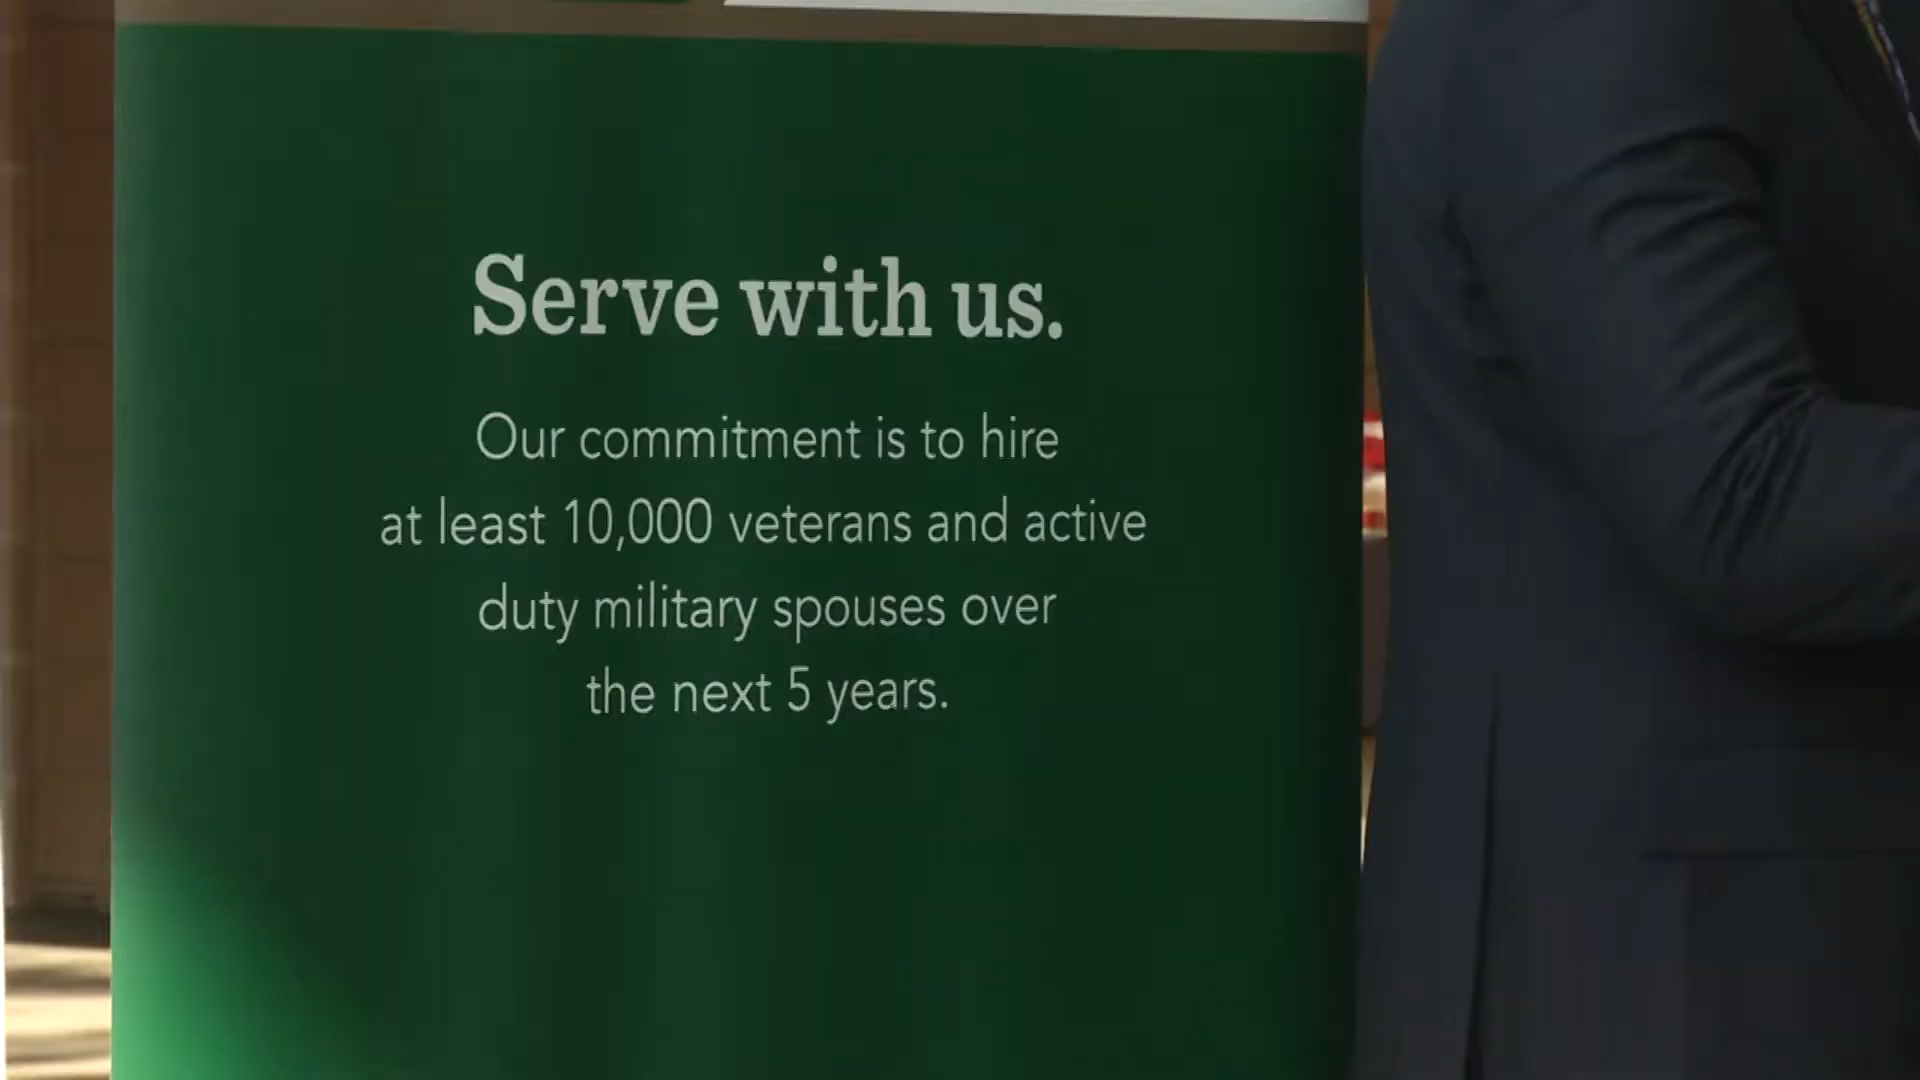 Serve with us.
Our commitment is to hire
at least 10,000 veterans and active
duty military spouses over
the next 5 years.